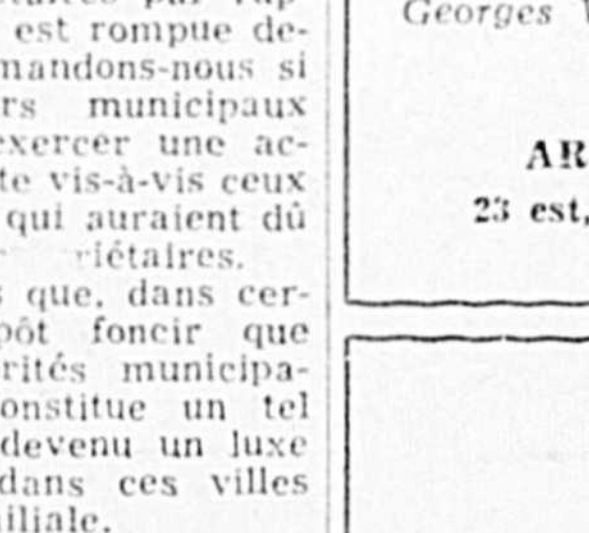 est rompue de-
mandons-nous si
rs municipaux
exercer une ac-
te vis-à-vis ceux
qui auraient dû
riétaires.
s que, dans cer-
pôt foncir que
rités municipa-
onstitue un tel
devenu un luxe
dans ces villes
iliale.
Georges
AR
23 est,